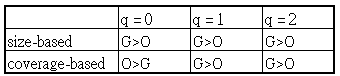 q = 0 q = 1 q = 2
size-based G>O G>O G>O
coverage-based O>G G>O G>O